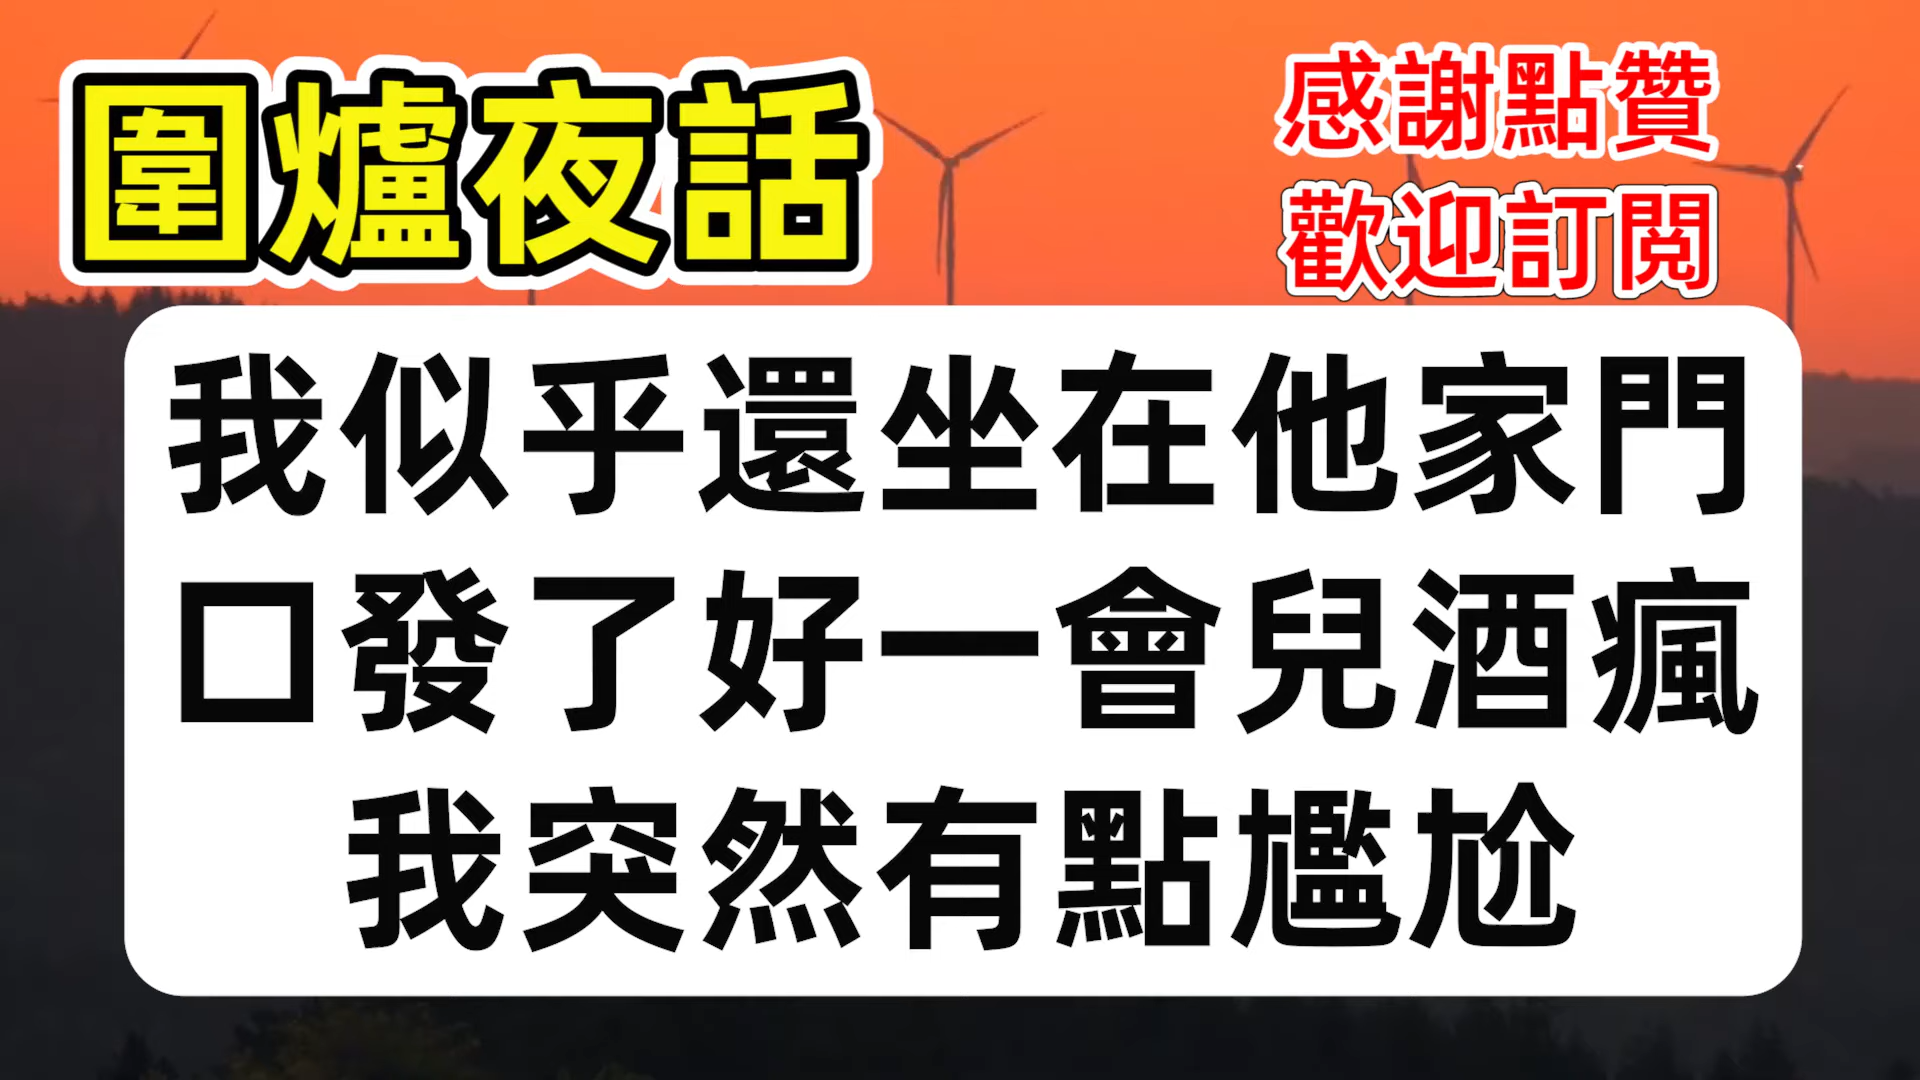 圍爐夜話
感謝點贊
歡迎訂閱
我似乎還坐在他家門
口發了好一會兒酒瘋
我突然有點尷尬